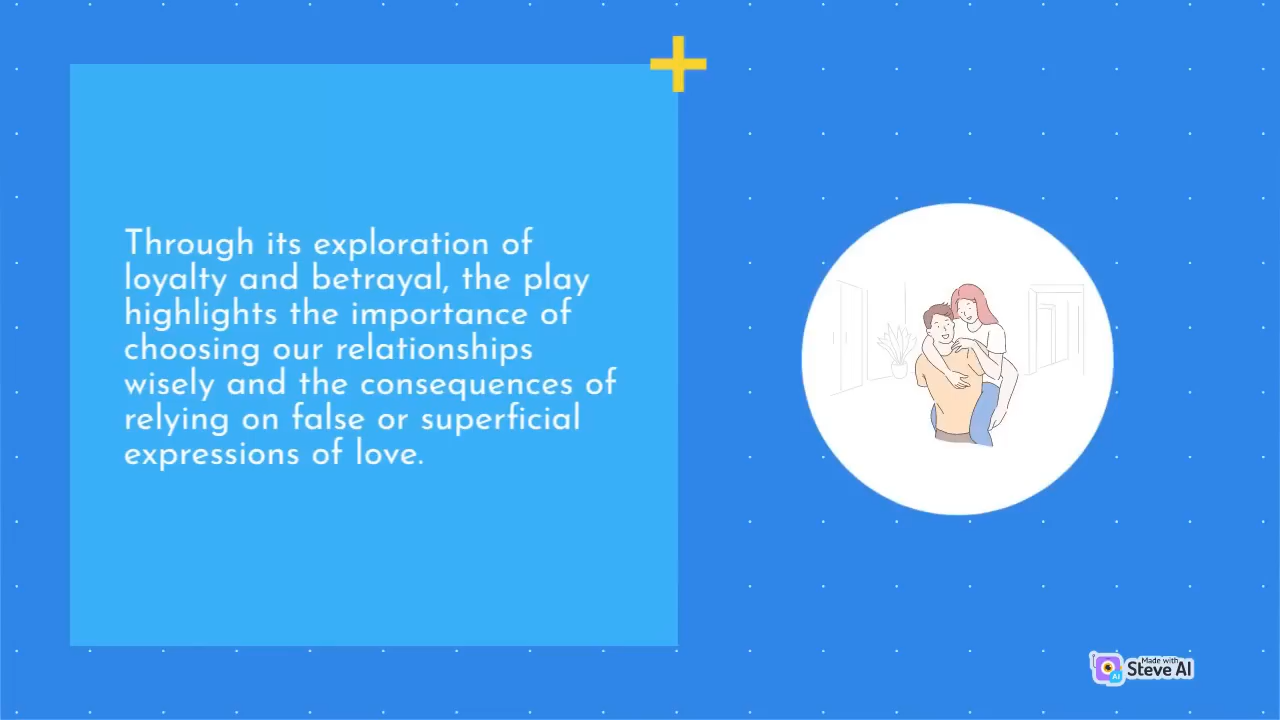 Through its exploration of
loyalty and betrayal, the play
highlights the importance of
choosing our relationships
wisely and the consequences of
relying on false or superficial
expressions of love.
Made with
Steve AI
AI